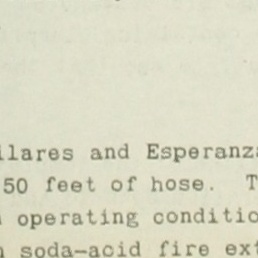 ilares and Esperanza
50 feet of hose. T
operating conditio
soda-acid fire ext